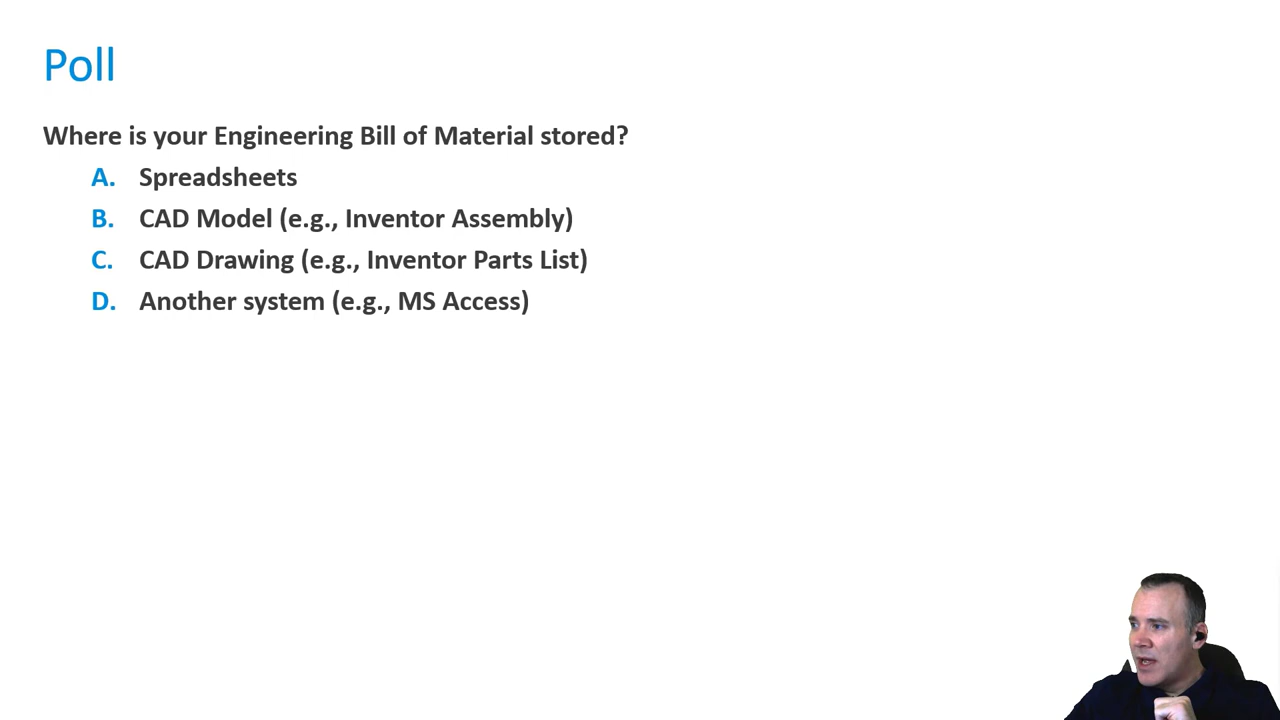 Poll
Where is your Engineering Bill of Material stored?
A. Spreadsheets
B. CAD Model (e.g., Inventor Assembly)
C. CAD Drawing (e.g., Inventor Parts List)
D. Another system (e.g., MS Access)